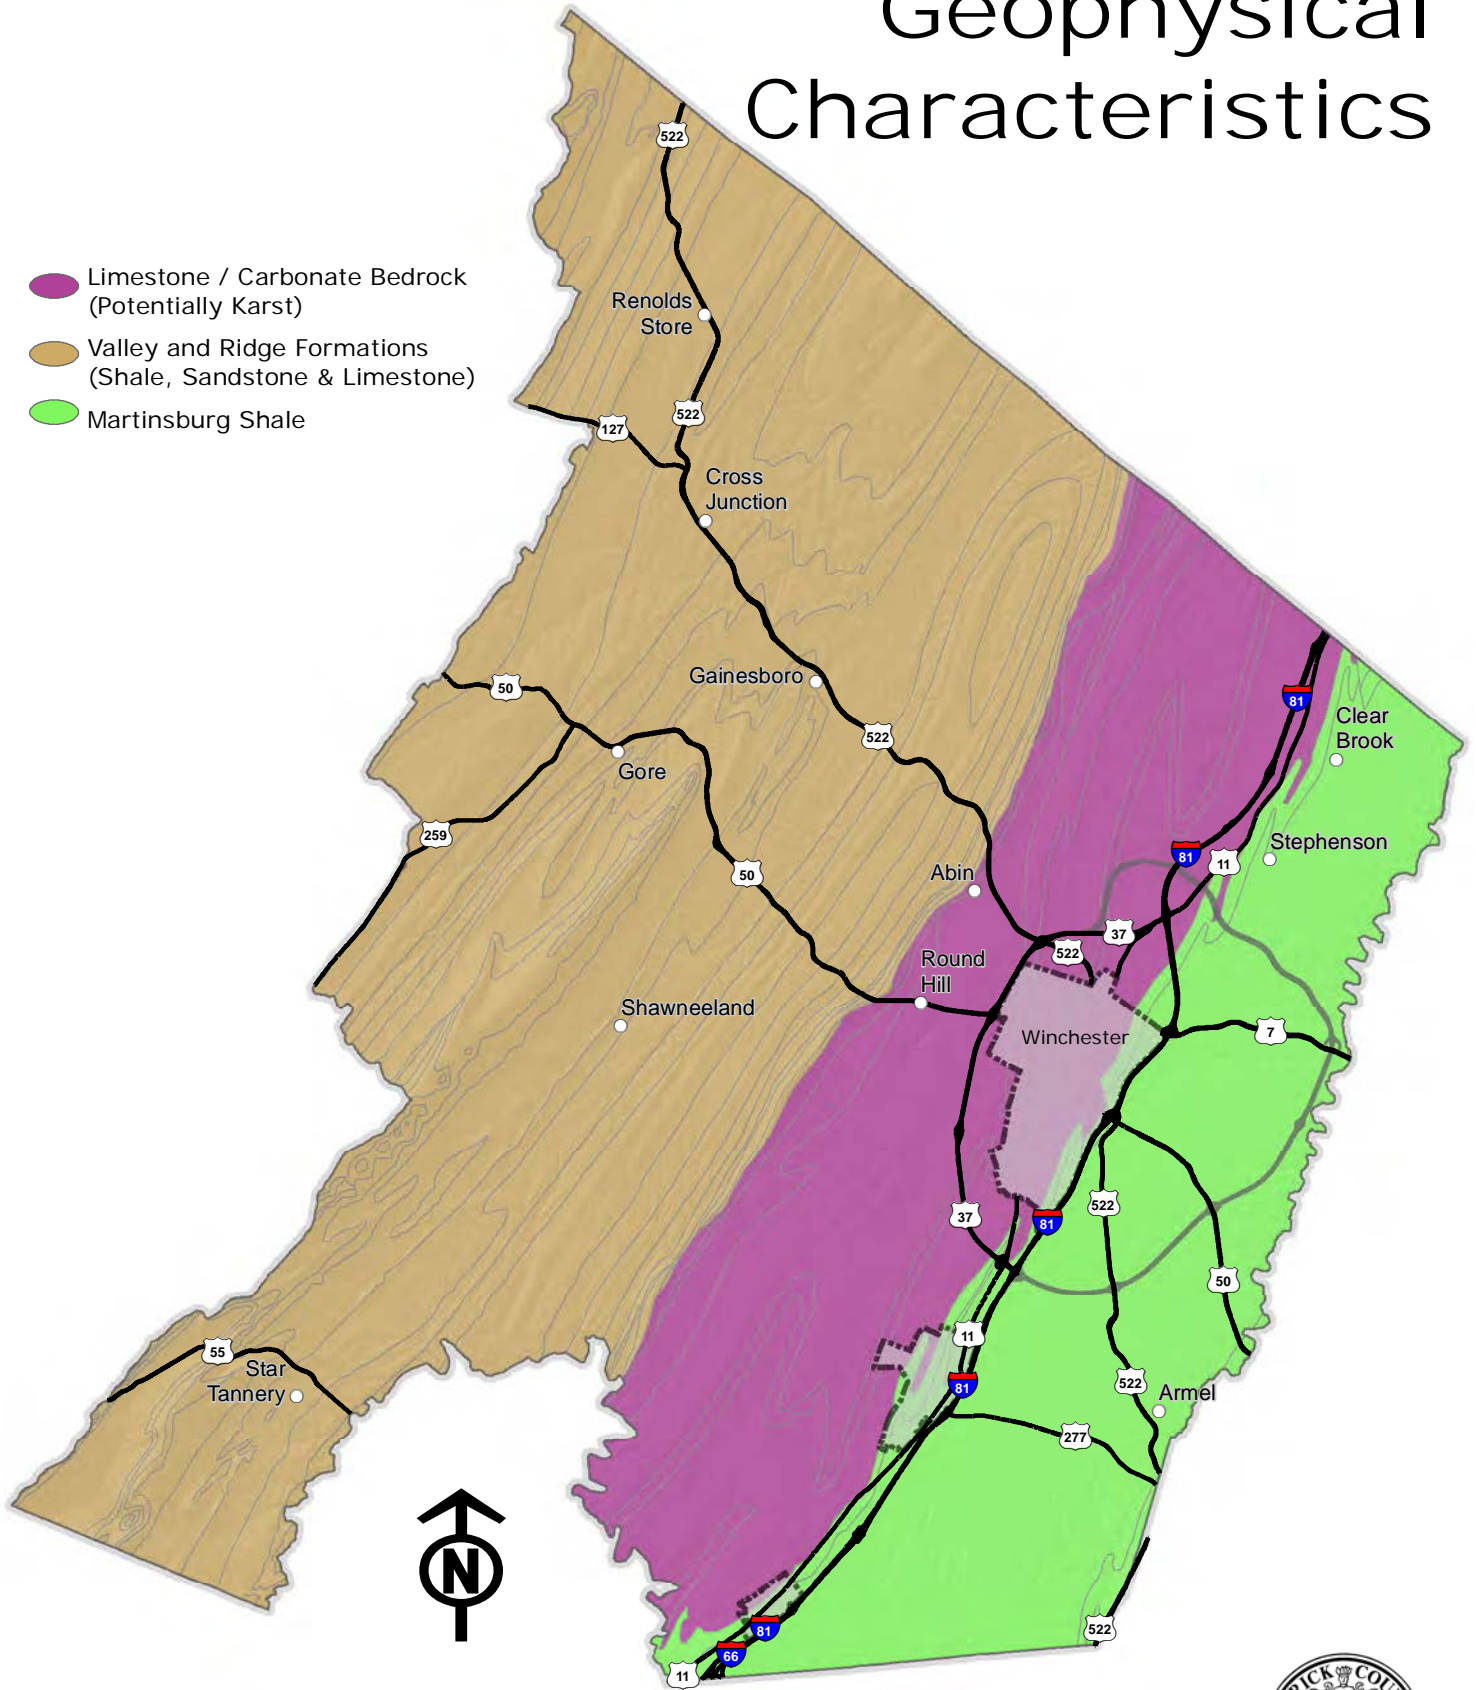 Geophysical
Characteristics
Limestone / Carbonate Bedrock
(Potentially Karst)
Valley and Ridge Formations
(Shale, Sandstone & Limestone)
Martinsburg Shale
522
Renolds
Store
522
127
Cross
Junction
50
Gainesboro
522
81
Clear
Brook
Gore
259
50
Abin
81
11
Stephenson
37
522
Round
Hill
Shawneeland
Winchester
7
37
81
522
50
11
55
Star
Tannery
81
522
Armel
277
N
81
66
11
522
RICK COU